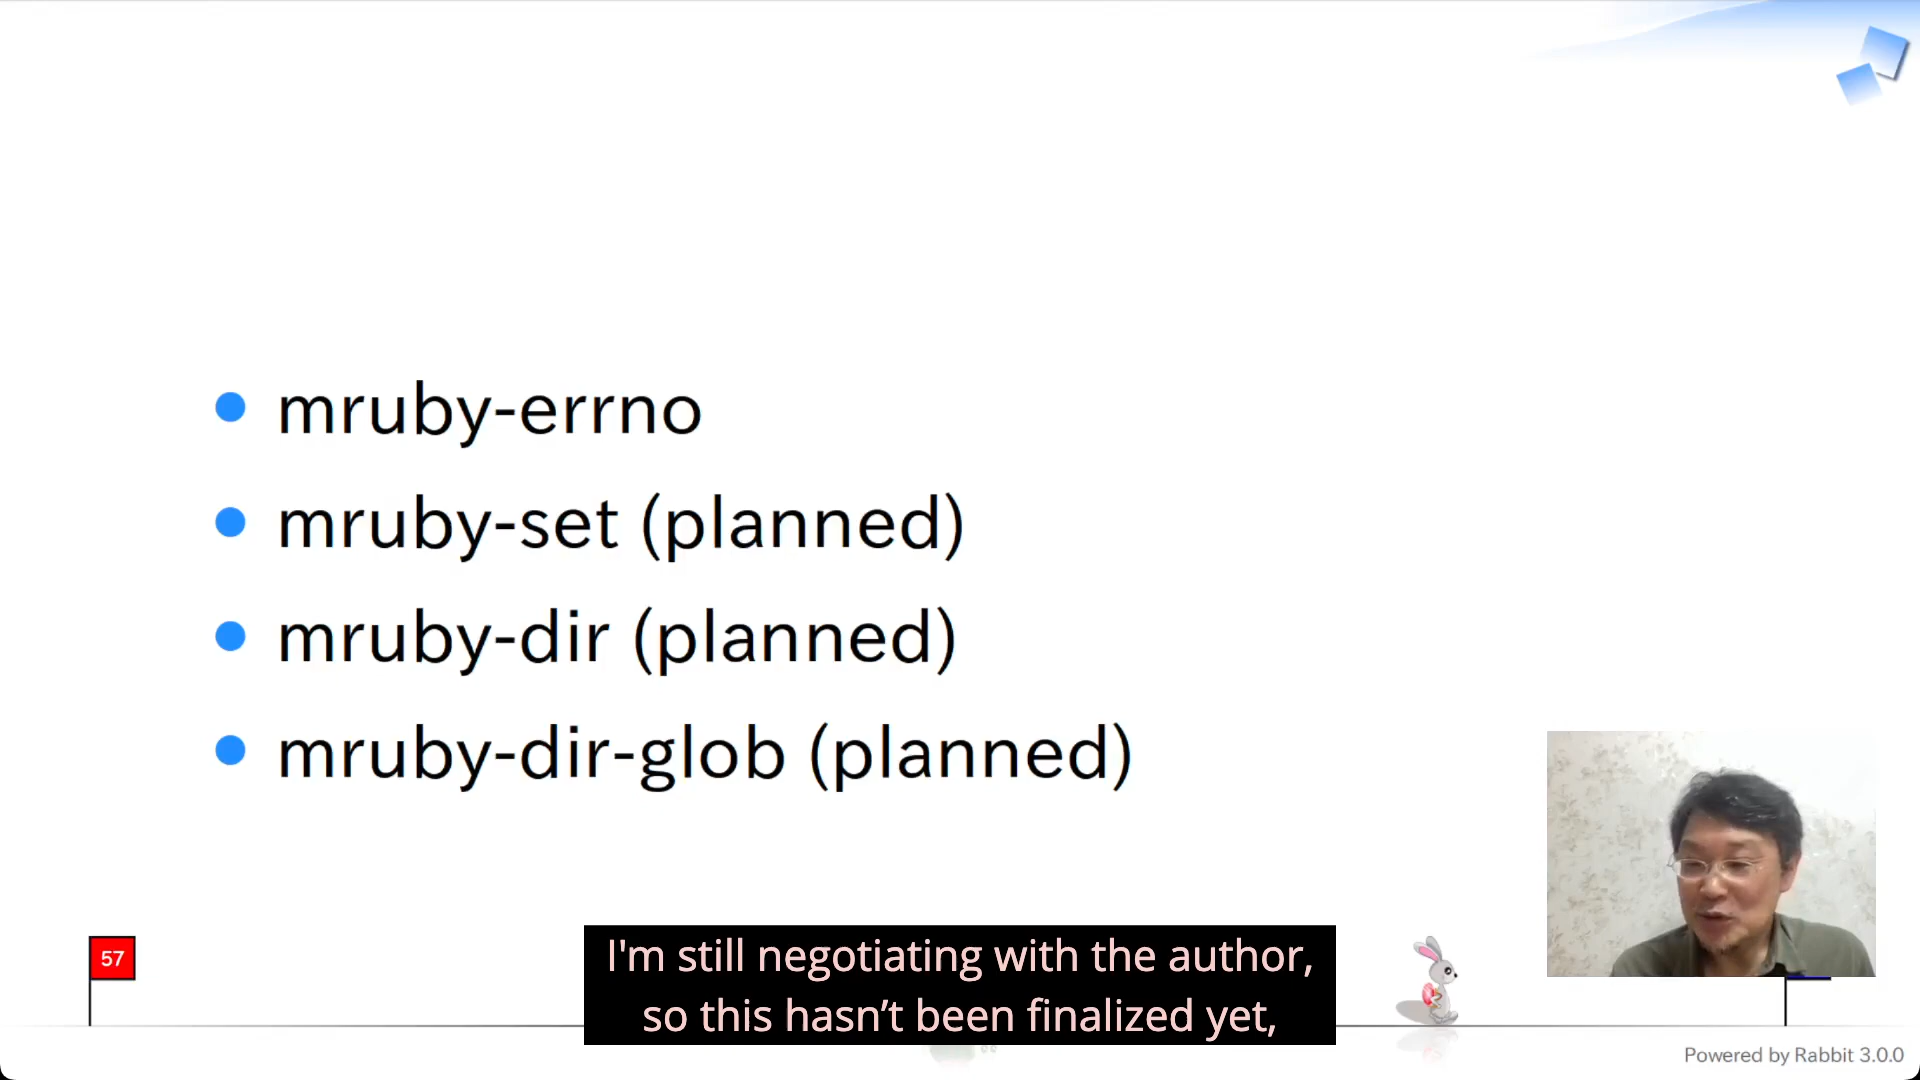 mruby-errno
mruby-set (planned)
mruby-dir (planned)
mruby-dir-glob (planned)
57
I'm still negotiating with the author,
so this hasn’t been finalized yet,
Powered by Rabbit 3.0.0